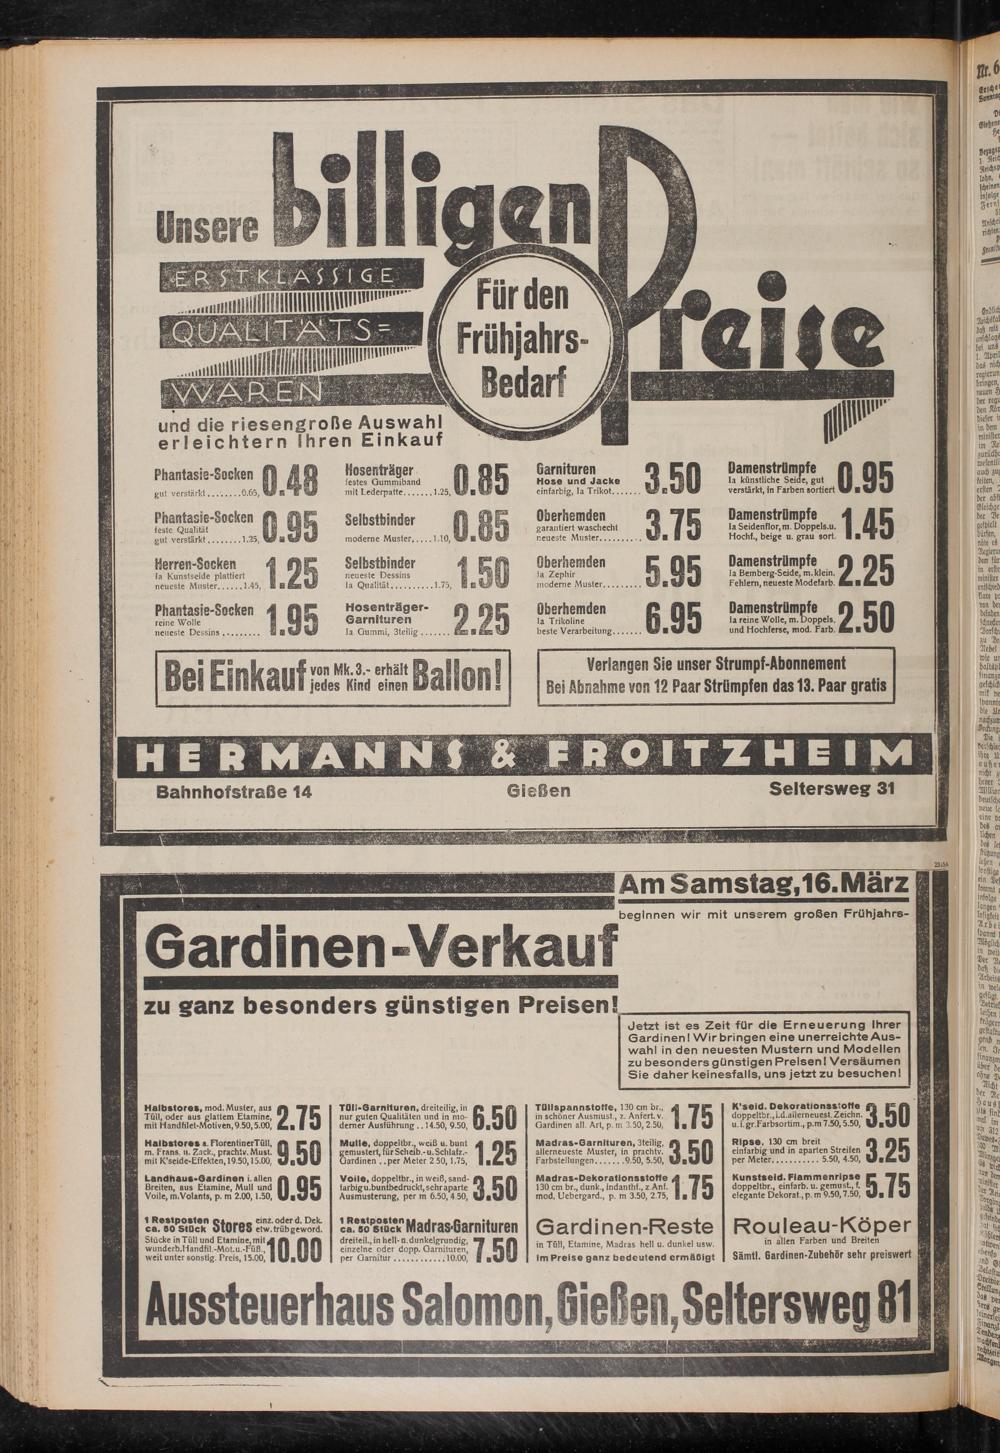 Unsere billigen Preise
ERSTKLASSIGE
QUALITÄTS=
WAREN
Für den
Frühjahrs-
Bedarf
und die riesengroße Auswahl
erleichtern Ihren Einkauf
Phantasie-Socken 0.48
gut verstärkt........0.65,
Phantasie-Socken 0.95
feste Qualität
gut verstärkt........1.25,
Herren-Socken 1.25
Ia Kunstseide plattiert
neueste Muster......1.45,
Phantasie-Socken 1.95
reine Wolle
neueste Dessins.........
Hosenträger 0.85
festes Gummiband
mit Lederpatte.......1.25,
Selbstbinder 0.85
moderne Muster,....1.10,
Selbstbinder 1.50
neueste Dessins
Ia Qualität.........1.75,
Hosenträger-
Garnituren 2.25
Ia Gummi, 3teilig......
Garnituren 3.50
Hose und Jacke
einfarbig, Ia Trikot......
Oberhemden 3.75
garantiert waschecht
neueste Muster.........
Oberhemden 5.95
Ia Zephir
moderne Muster.........
Oberhemden 6.95
Ia Trikoline
beste Verarbeitung......
Damenstrümpfe 0.95
Ia künstliche Seide, gut
verstärkt, in Farben sortiert
Damenstrümpfe 1.45
Ia Seidenflor, m. Doppels. u.
Hochf., beige u. grau sort.
Damenstrümpfe 2.25
Ia Bemberg-Seide, m. klein.
Fehlern, neueste Modefarb.
Damenstrümpfe 2.50
Ia reine Wolle, m. Doppels.
und Hochferse, mod. Farb.
Bei Einkauf von Mk. 3.- erhält
jedes Kind einen Ballon!
Verlangen Sie unser Strumpf-Abonnement
Bei Abnahme von 12 Paar Strümpfen das 13. Paar gratis
HERMANNS & FROITZHEIM
Bahnhofstraße 14 Gießen Seltersweg 31
Am Samstag, 16. März
beginnen wir mit unserem großen Frühjahrs-
Gardinen-Verkauf
zu ganz besonders günstigen Preisen!
Jetzt ist es Zeit für die Erneuerung Ihrer
Gardinen! Wir bringen eine unerreichte Aus-
wahl in den neuesten Mustern und Modellen
zu besonders günstigen Preisen! Versäumen
Sie daher keinesfalls, uns jetzt zu besuchen!
Halbstores, mod. Muster, aus
Tüll, oder aus glattem Etamine,
mit Handfilet-Motiven, 9.50, 5.00, 2.75
Halbstores a. Florentiner Tüll,
m. Frans. u. Zack., prachtv. Must.
mit K'seide-Effekten, 19.50, 15.00, 9.50
Landhaus-Gardinen i. allen
Breiten, aus Etamine, Mull und
Voile, m. Volants, p. m 2.00, 1.50, 0.95
1 Restposten
ca. 50 Stück Stores einz. oder d. Dek.
etw. trüb geword.
Stücke in Tüll und Etamine, mit
wunderb. Handfil.-Mot. u.-Füß.,
weit unter sonstig. Preis, 15.00, 10.00
Tüll-Garnituren, dreiteilig, in
nur guten Qualitäten und in mo-
derner Ausführung..14.50, 9.50, 6.50
Mulle, doppeltbr., weiß u. bunt
gemustert, für Scheib.- u. Schlafz.-
Gardinen..per Meter 2.50, 1.75, 1.25
Voile, doppeltbr., in weiß, sand-
farbig u. buntbedruckt, sehr aparte
Ausmusterung, per m 6.50, 4.50, 3.50
1 Restposten
ca. 50 Stück Madras-Garnituren
dreiteil., in hell- u. dunkelgrundig,
einzelne oder dopp. Garnituren,
per Garnitur............10.00, 7.50
Tüllspannstoffe, 130 cm br.,
in schöner Ausmust., z. Anfert. v.
Gardinen all. Art, p. m 3.50, 2.50, 1.75
Madras-Garnituren, 3teilig,
allerneueste Muster, in prachtv.
Farbstellungen.......9.50, 5.50, 3.50
Madras-Dekorationsstoffe
130 cm br., dunk., indanthf., z. Anf.
mod. Uebergard., p. m 3.50, 2.75, 1.75
Gardinen-Reste
in Tüll, Etamine, Madras hell u. dunkel usw.
im Preise ganz bedeutend ermäßigt
K'seid. Dekorationsstoffe
doppeltbr., i. d. allerneuest. Zeichn.
u. i. gr. Farbsortim., p. m 7.50, 5.50, 3.50
Ripse, 130 cm breit
einfarbig und in aparten Streifen
per Meter........... 5.50, 4.50, 3.25
Kunstseid. Flammenripse
doppeltbr., einfarb. u. gemust., f.
elegante Dekorat., p. m 9.50, 7.50, 5.75
Rouleau-Köper
in allen Farben und Breiten
Sämtl. Gardinen-Zubehör sehr preiswert
Aussteuerhaus Salomon, Gießen, Seltersweg 81
Nr. 6